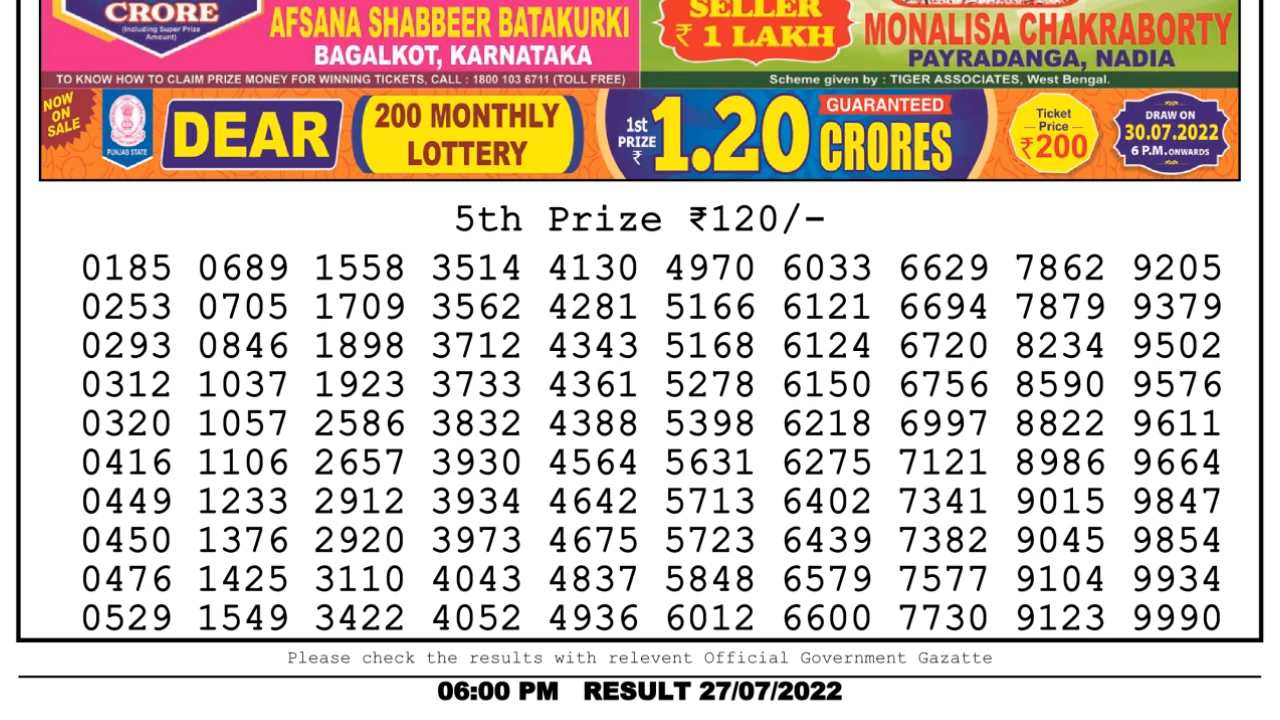 CRORE
(Including Super Prize Amount)
AFSANA SHABBEER BATAKURKI
BAGALKOT, KARNATAKA
TO KNOW HOW TO CLAIM PRIZE MONEY FOR WINNING TICKETS, CALL : 1800 103 6711 (TOLL FREE)
SELLER
₹ 1 LAKH
MONALISA CHAKRABORTY
PAYRADANGA, NADIA
Scheme given by : TIGER ASSOCIATES, West Bengal.
NOW ON SALE
PUNJAB STATE
DEAR
200 MONTHLY
LOTTERY
1st PRIZE ₹
1.20
GUARANTEED
CRORES
Ticket
Price
₹200
DRAW ON
30.07.2022
6 P.M. ONWARDS
5th Prize ₹120/-
0185 0689 1558 3514 4130 4970 6033 6629 7862 9205
0253 0705 1709 3562 4281 5166 6121 6694 7879 9379
0293 0846 1898 3712 4343 5168 6124 6720 8234 9502
0312 1037 1923 3733 4361 5278 6150 6756 8590 9576
0320 1057 2586 3832 4388 5398 6218 6997 8822 9611
0416 1106 2657 3930 4564 5631 6275 7121 8986 9664
0449 1233 2912 3934 4642 5713 6402 7341 9015 9847
0450 1376 2920 3973 4675 5723 6439 7382 9045 9854
0476 1425 3110 4043 4837 5848 6579 7577 9104 9934
0529 1549 3422 4052 4936 6012 6600 7730 9123 9990
Please check the results with relevent Official Government Gazatte
06:00 PM RESULT 27/07/2022